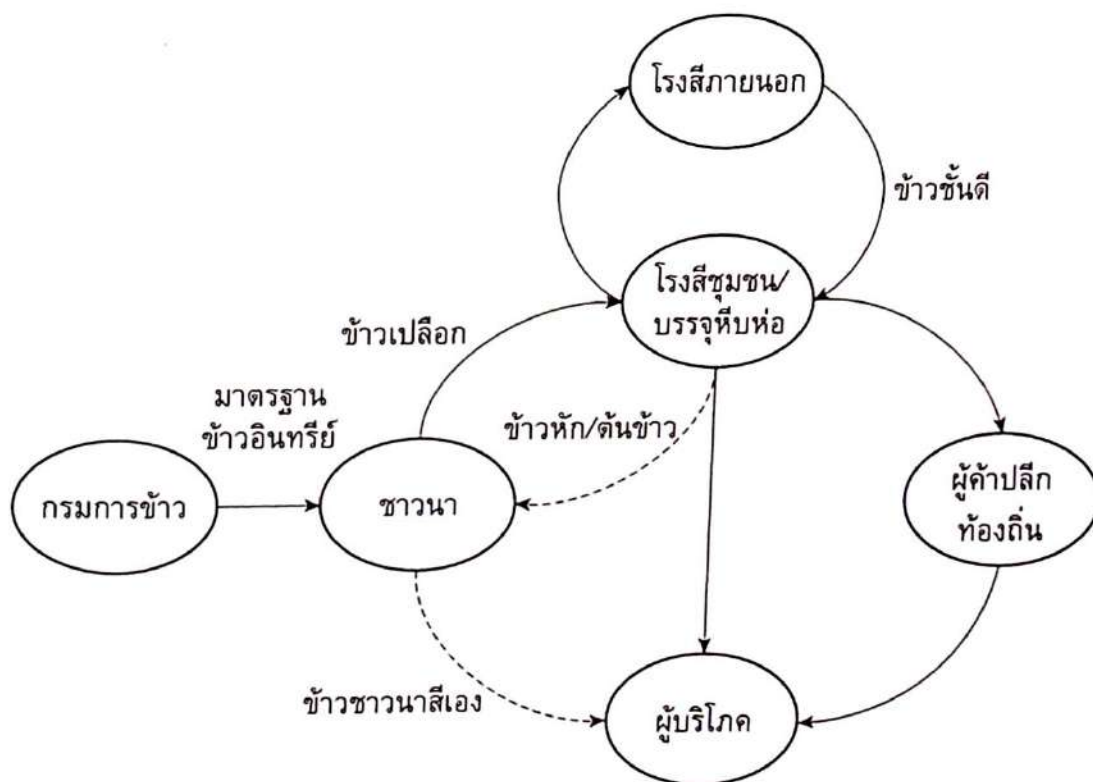 โรงสีภายนอก
ข้าวชั้นดี
โรงสีชุมชน/
บรรจุหีบห่อ
ข้าวเปลือก
มาตรฐาน
ข้าวอินทรีย์
ข้าวหัก/ต้นข้าว
กรมการข้าว
ชาวนา
ผู้ค้าปลีก
ท้องถิ่น
ข้าวชาวนาสีเอง
ผู้บริโภค